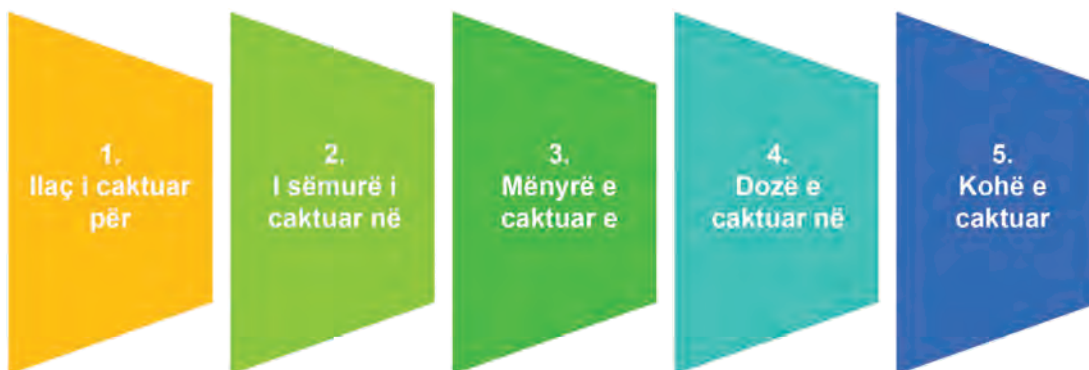 1.
Ilaç i caktuar
për
2.
I sëmurë i
caktuar në
3.
Mënyrë e
caktuar e
4.
Dozë e
caktuar në
5.
Kohë e
caktuar